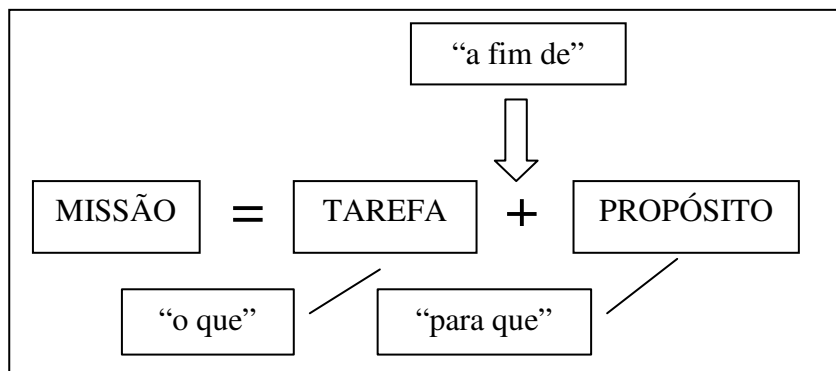 “a fim de”
MISSÃO = TAREFA + PROPÓSITO
“o que” “para que”